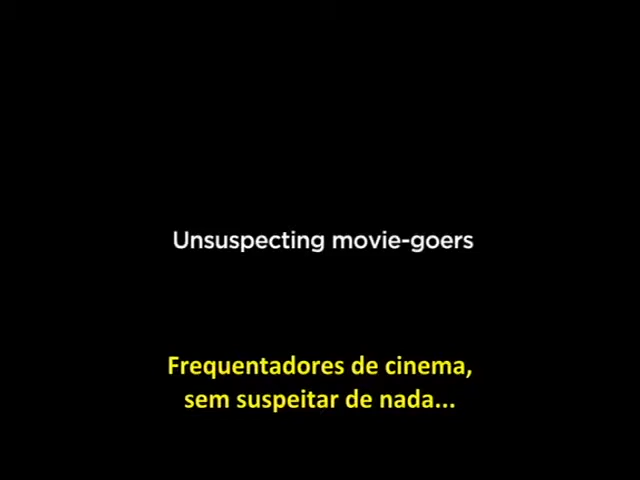 Unsuspecting movie-goers
Frequentadores de cinema,
sem suspeitar de nada...